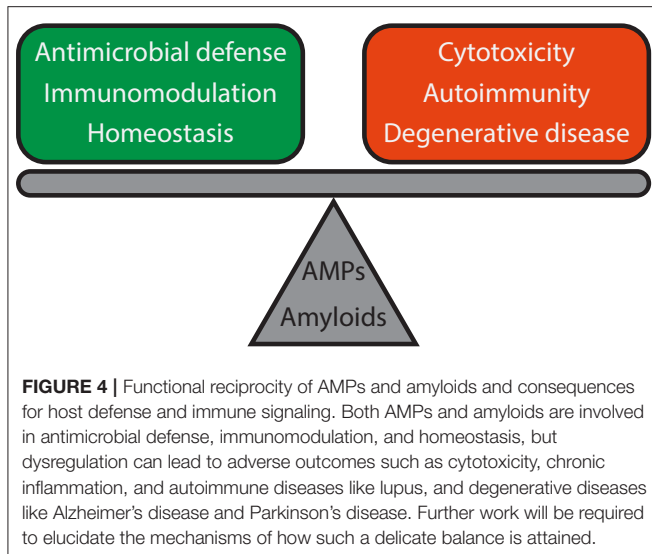 Antimicrobial defense
Immunomodulation
Homeostasis
Cytotoxicity
Autoimmunity
Degenerative disease
AMPs
Amyloids
FIGURE 4 | Functional reciprocity of AMPs and amyloids and consequences
for host defense and immune signaling. Both AMPs and amyloids are involved
in antimicrobial defense, immunomodulation, and homeostasis, but
dysregulation can lead to adverse outcomes such as cytotoxicity, chronic
inflammation, and autoimmune diseases like lupus, and degenerative diseases
like Alzheimer's disease and Parkinson's disease. Further work will be required
to elucidate the mechanisms of how such a delicate balance is attained.